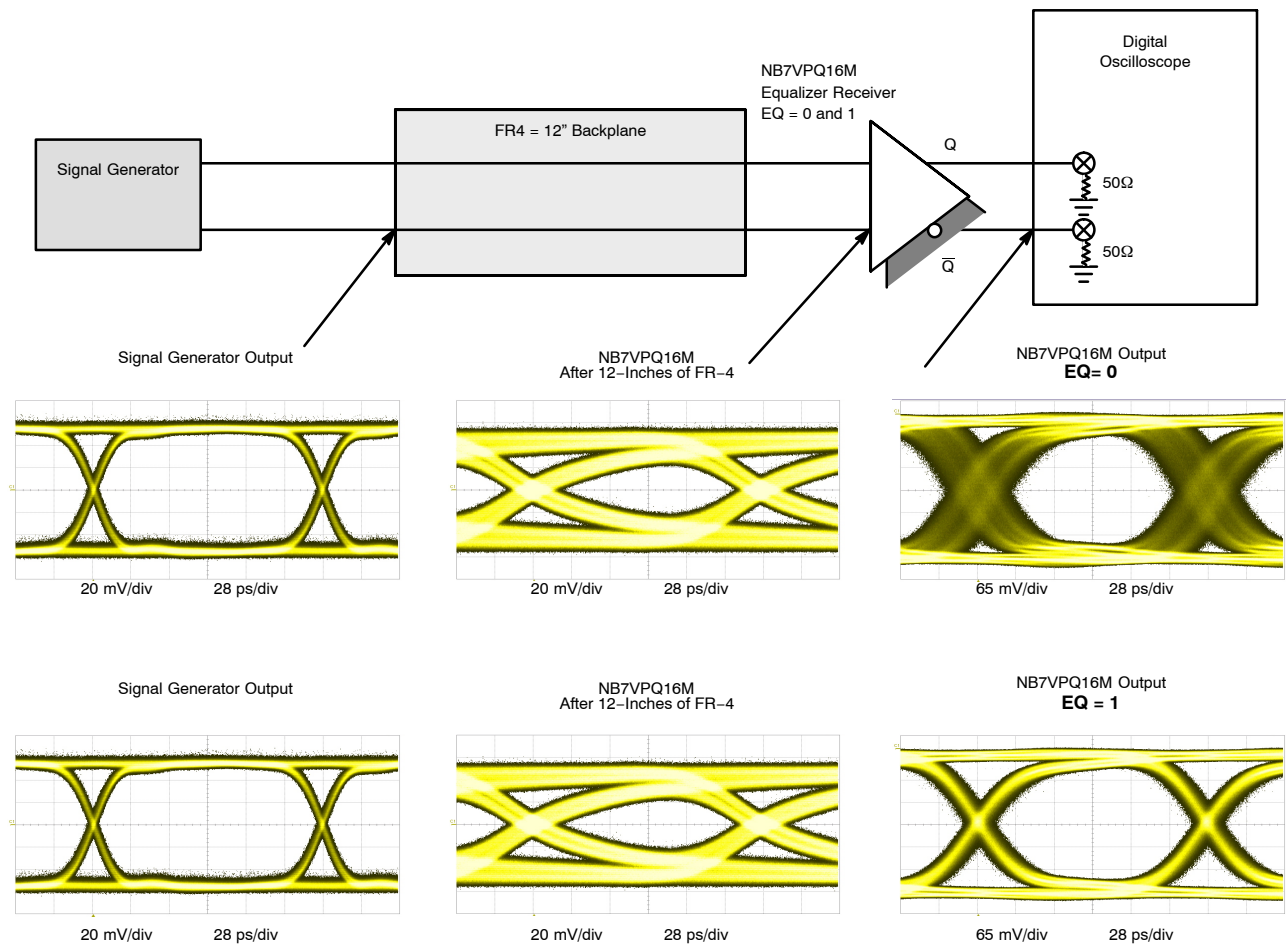 Digital
Oscilloscope
NB7VPQ16M
Equalizer Receiver
EQ = 0 and 1
FR4 = 12” Backplane
Signal Generator
Q
50Ω
50Ω
Q̅
Signal Generator Output
NB7VPQ16M
After 12−Inches of FR−4
NB7VPQ16M Output
EQ= 0
20 mV/div 28 ps/div
20 mV/div 28 ps/div
65 mV/div 28 ps/div
Signal Generator Output
NB7VPQ16M
After 12−Inches of FR−4
NB7VPQ16M Output
EQ = 1
20 mV/div 28 ps/div
20 mV/div 28 ps/div
65 mV/div 28 ps/div